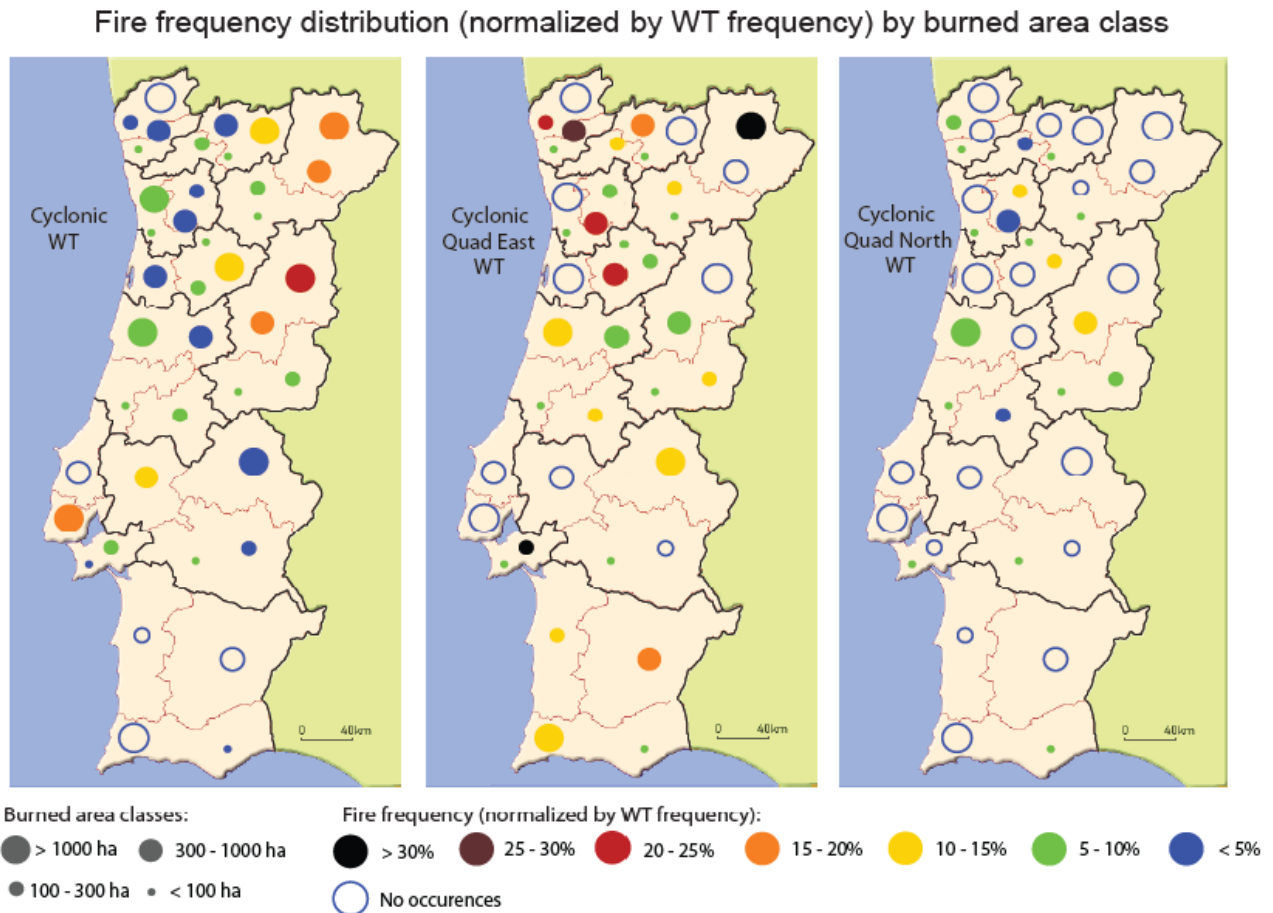 Fire frequency distribution (normalized by WT frequency) by burned area class
Cyclonic
WT
0 40km
Cyclonic
Quad East
WT
0 40km
Cyclonic
Quad North
WT
0 40km
Burned area classes:
> 1000 ha 300 - 1000 ha
100 - 300 ha < 100 ha
Fire frequency (normalized by WT frequency):
> 30% 25 - 30% 20 - 25% 15 - 20% 10 - 15% 5 - 10% < 5%
No occurences